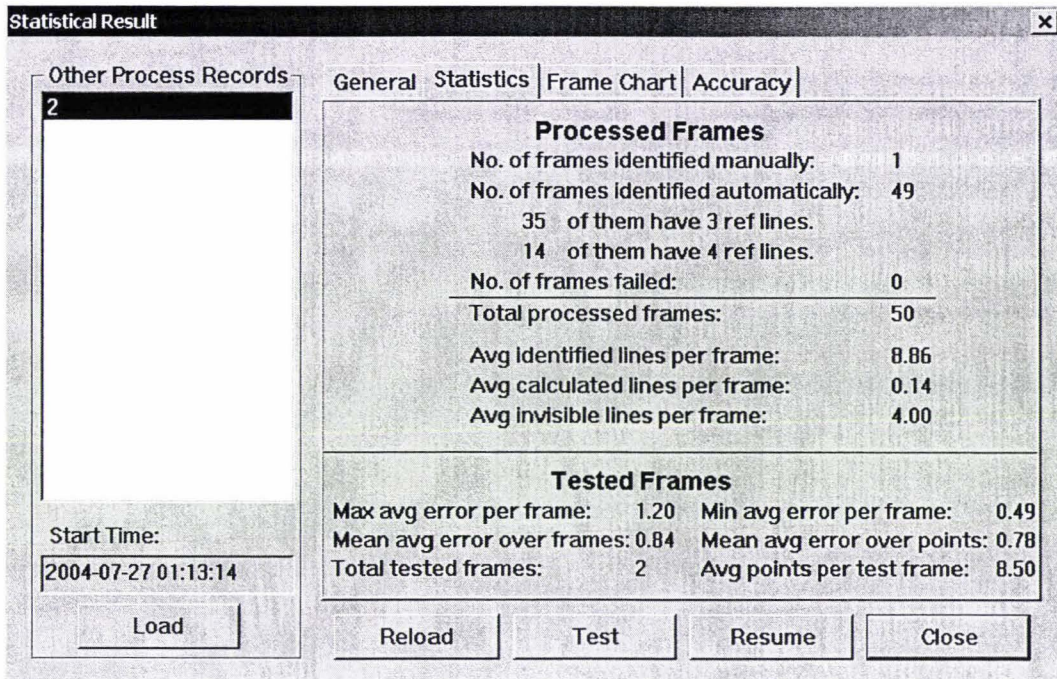 Statistical Result
Other Process Records
2
Start Time:
2004-07-27 01:13:14
Load
General Statistics Frame Chart Accuracy
Processed Frames
No. of frames identified manually: 1
No. of frames identified automatically: 49
35 of them have 3 ref lines.
14 of them have 4 ref lines.
No. of frames failed: 0
Total processed frames: 50
Avg identified lines per frame: 8.86
Avg calculated lines per frame: 0.14
Avg invisible lines per frame: 4.00
Tested Frames
Max avg error per frame: 1.20 Min avg error per frame: 0.49
Mean avg error over frames: 0.84 Mean avg error over points: 0.78
Total tested frames: 2 Avg points per test frame: 8.50
Reload Test Resume Close